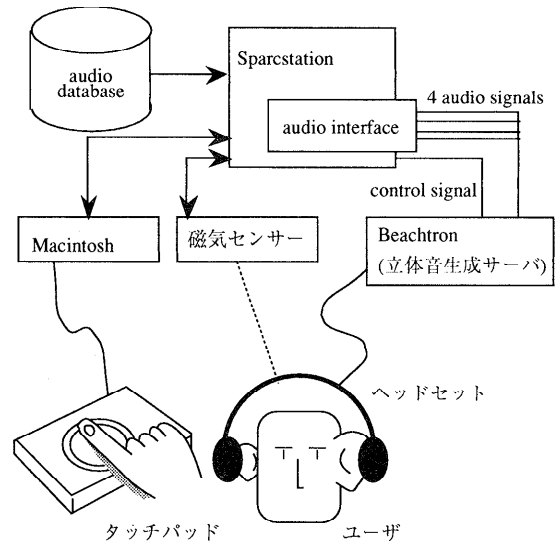 audio
database
Sparcstation
audio interface
4 audio signals
control signal
Macintosh
磁気センサー
Beachtron
(立体音生成サーバ)
ヘッドセット
タッチパッド
ユーザ